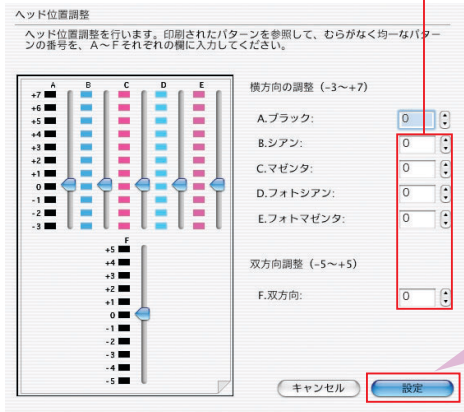 ヘッド位置調整
ヘッド位置調整を行います。印刷されたパターンを参照して、むらがなく均一なパター
ンの番号を、A〜Fそれぞれの欄に入力してください。
A B C D E
+7
+6
+5
+4
+3
+2
+1
0
-1
-2
-3
F
+5
+4
+3
+2
+1
0
-1
-2
-3
-4
-5
横方向の調整（-3〜+7）
A.ブラック: 0
B.シアン: 0
C.マゼンタ: 0
D.フォトシアン: 0
E.フォトマゼンタ: 0
双方向調整（-5〜+5）
F.双方向: 0
キャンセル 設定